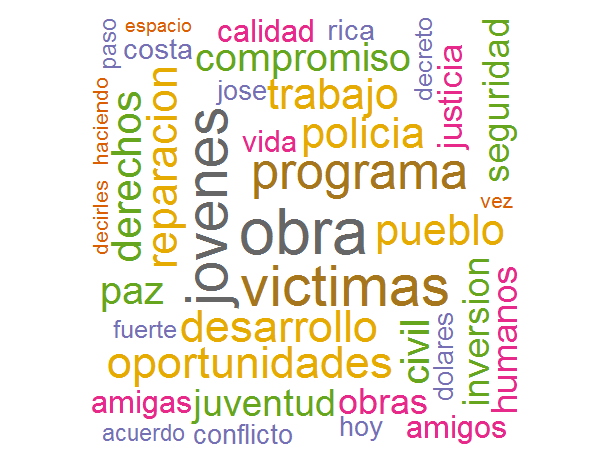 espacio
paso
costa
calidad
rica
compromiso
decreto
justicia
seguridad
haciendo
derechos
reparacion
jose
trabajo
vida
policia
jovenes
programa
decirles
vez
obra
pueblo
paz
victimas
inversion
humanos
fuerte
desarrollo
civil
dolares
oportunidades
amigas
juventud
obras
acuerdo
conflicto
hoy
amigos